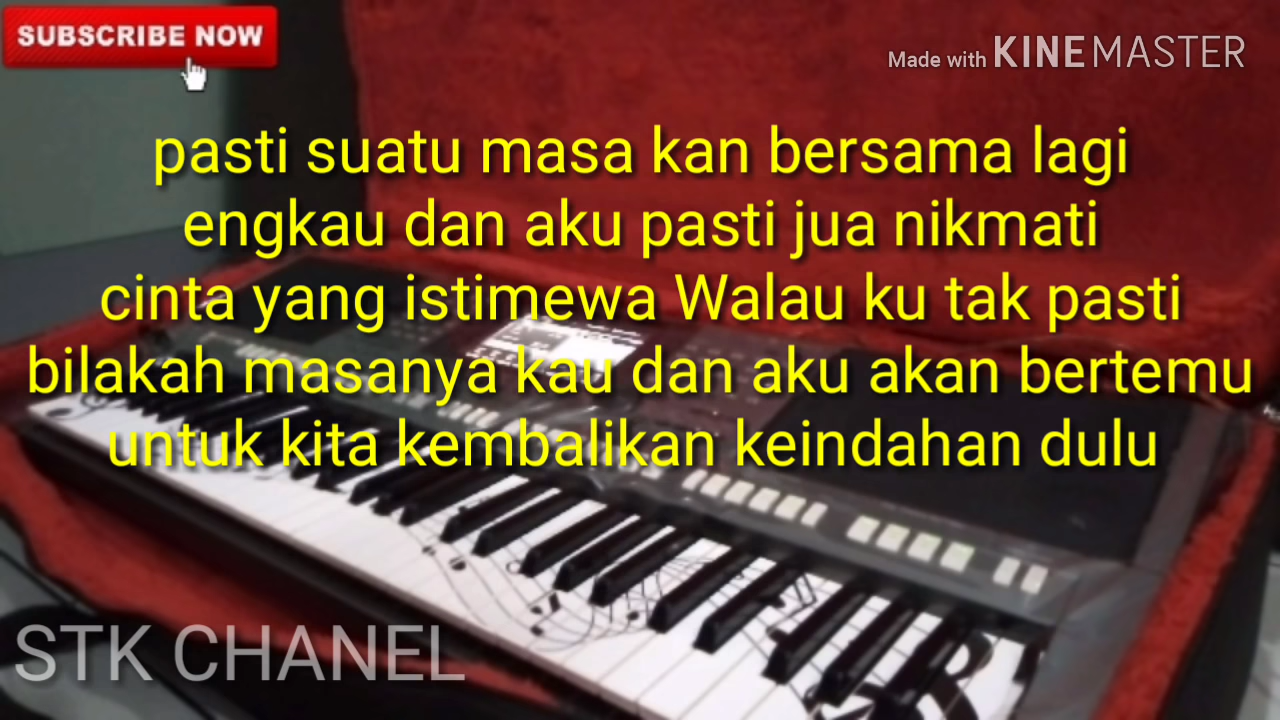 SUBSCRIBE NOW
Made with KINEMASTER
pasti suatu masa kan bersama lagi
engkau dan aku pasti jua nikmati
cinta yang istimewa Walau ku tak pasti
bilakah masanya kau dan aku akan bertemu
untuk kita kembalikan keindahan dulu
STK CHANEL